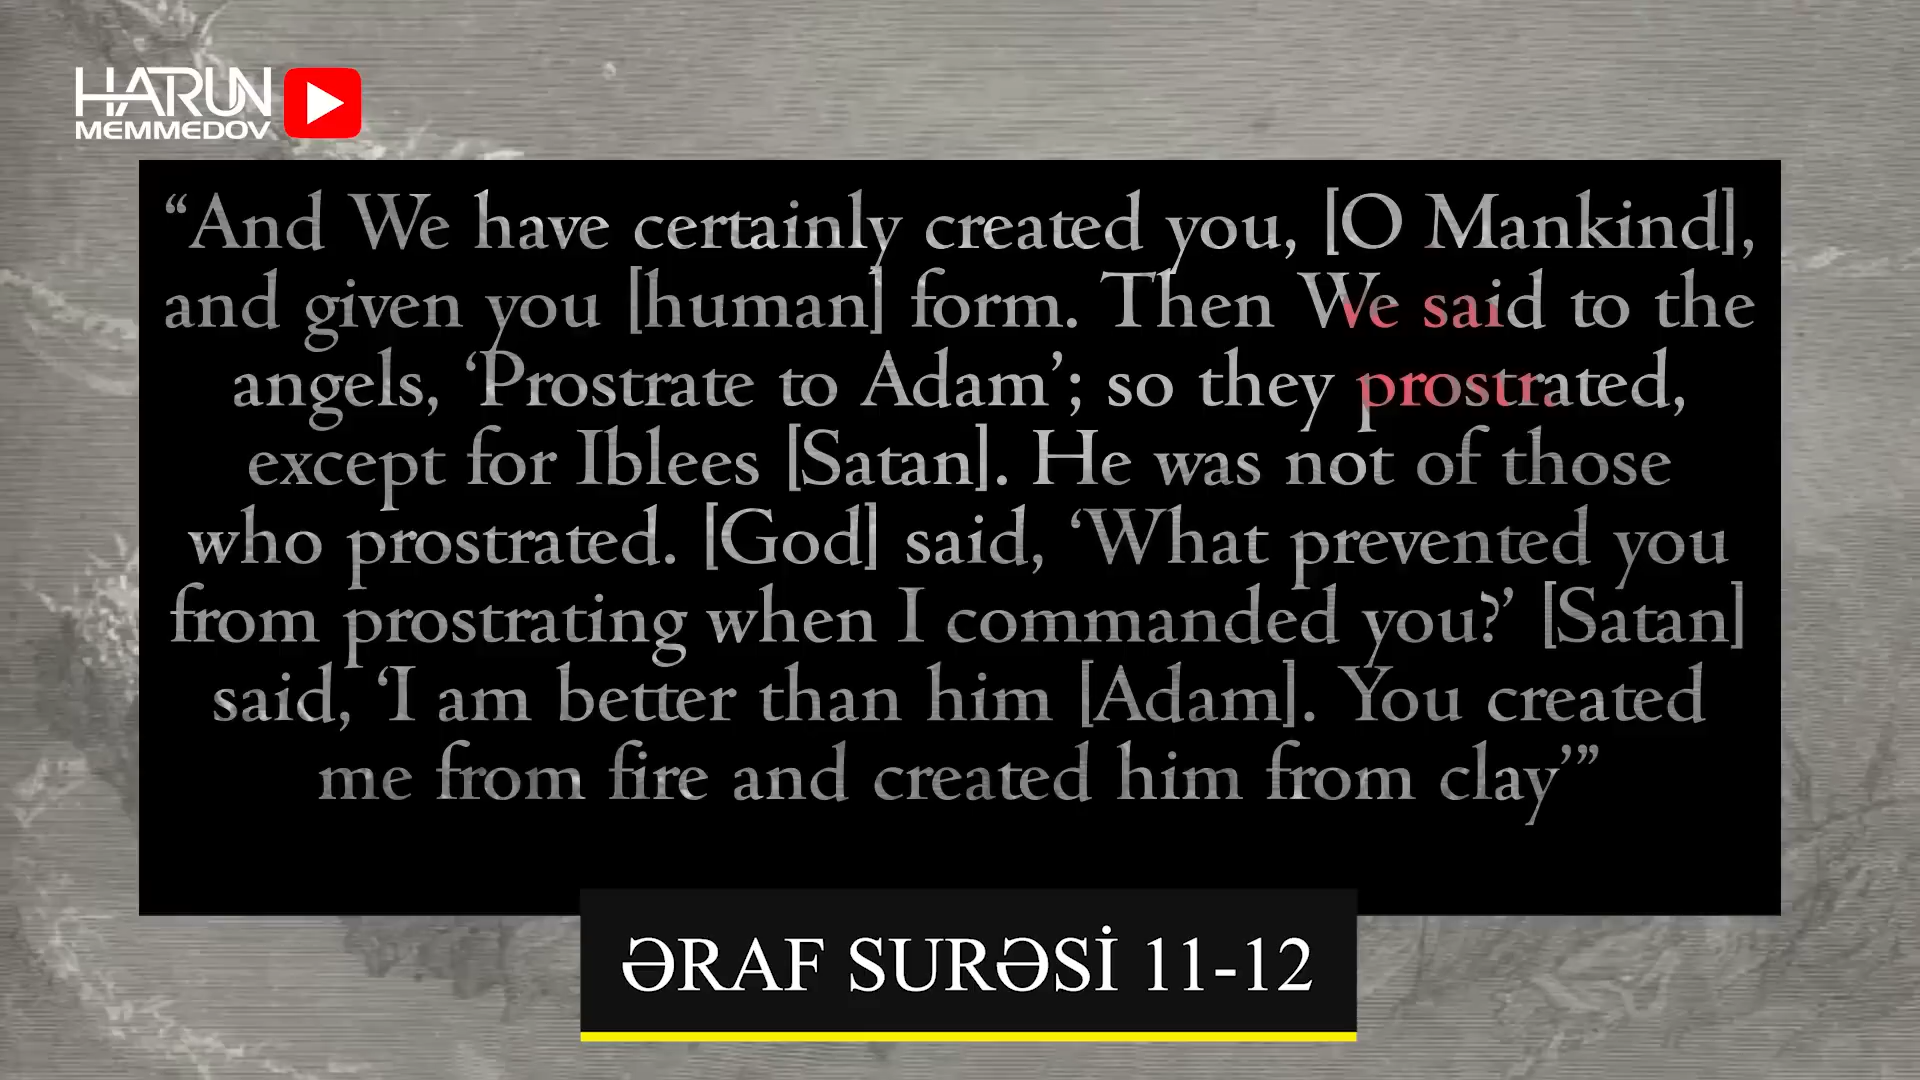 HARUN
MEMMEDOV
“And We have certainly created you, [O Mankind],
and given you [human] form. Then We said to the
angels, ‘Prostrate to Adam’; so they prostrated,
except for Iblees [Satan]. He was not of those
who prostrated. [God] said, ‘What prevented you
from prostrating when I commanded you?’ [Satan]
said, ‘I am better than him [Adam]. You created
me from fire and created him from clay’”
ƏRAF SURƏSİ 11-12